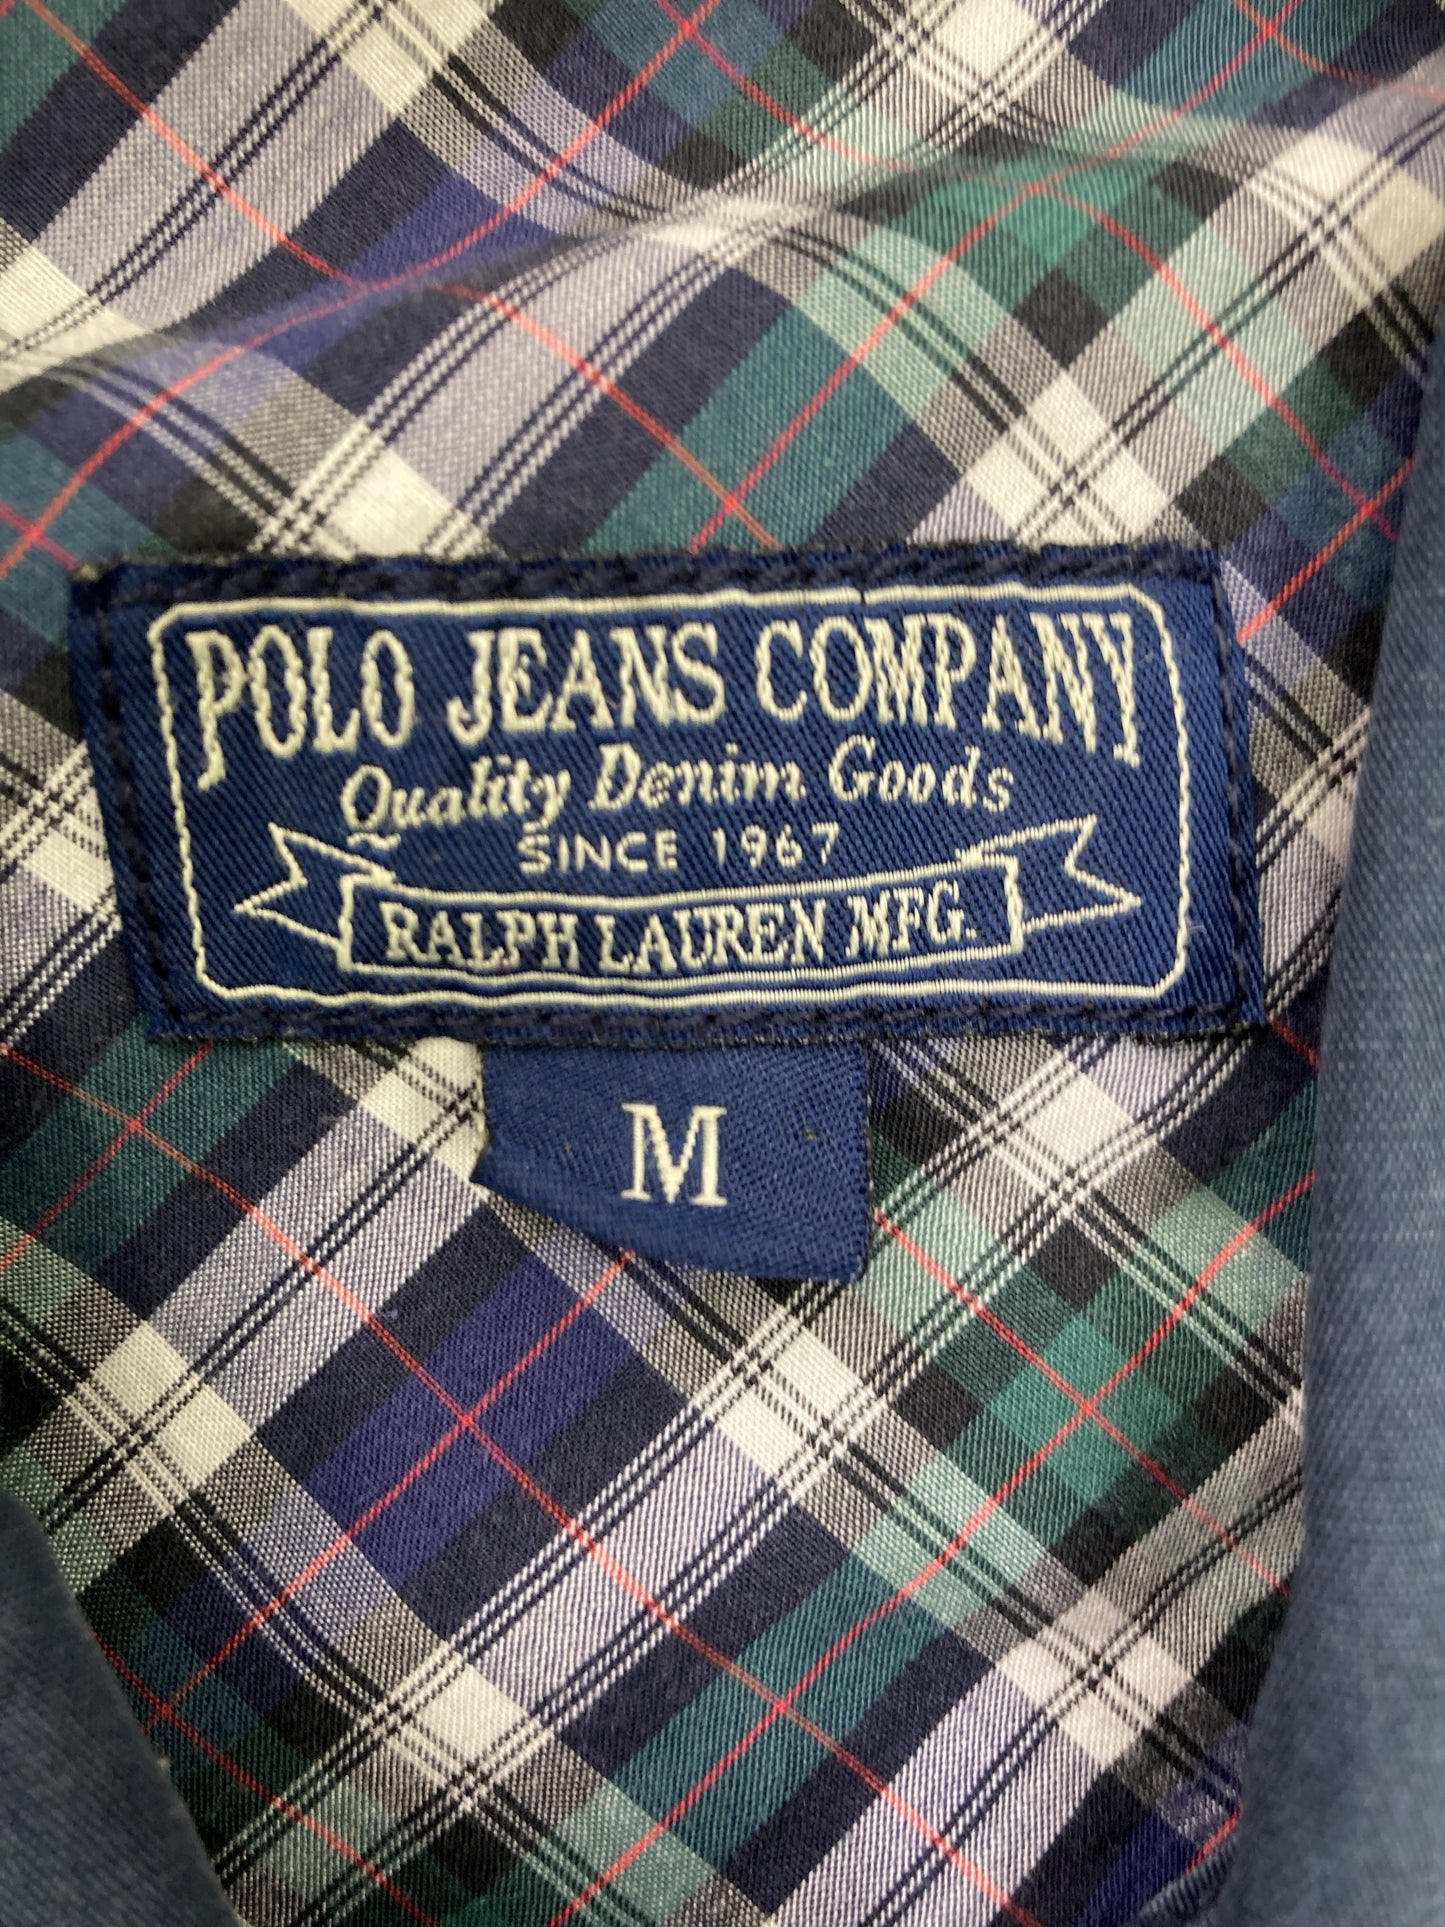 POLO JEANS COMPANY
Quality Denim Goods
SINCE 1967
RALPH LAUREN MFG.
M